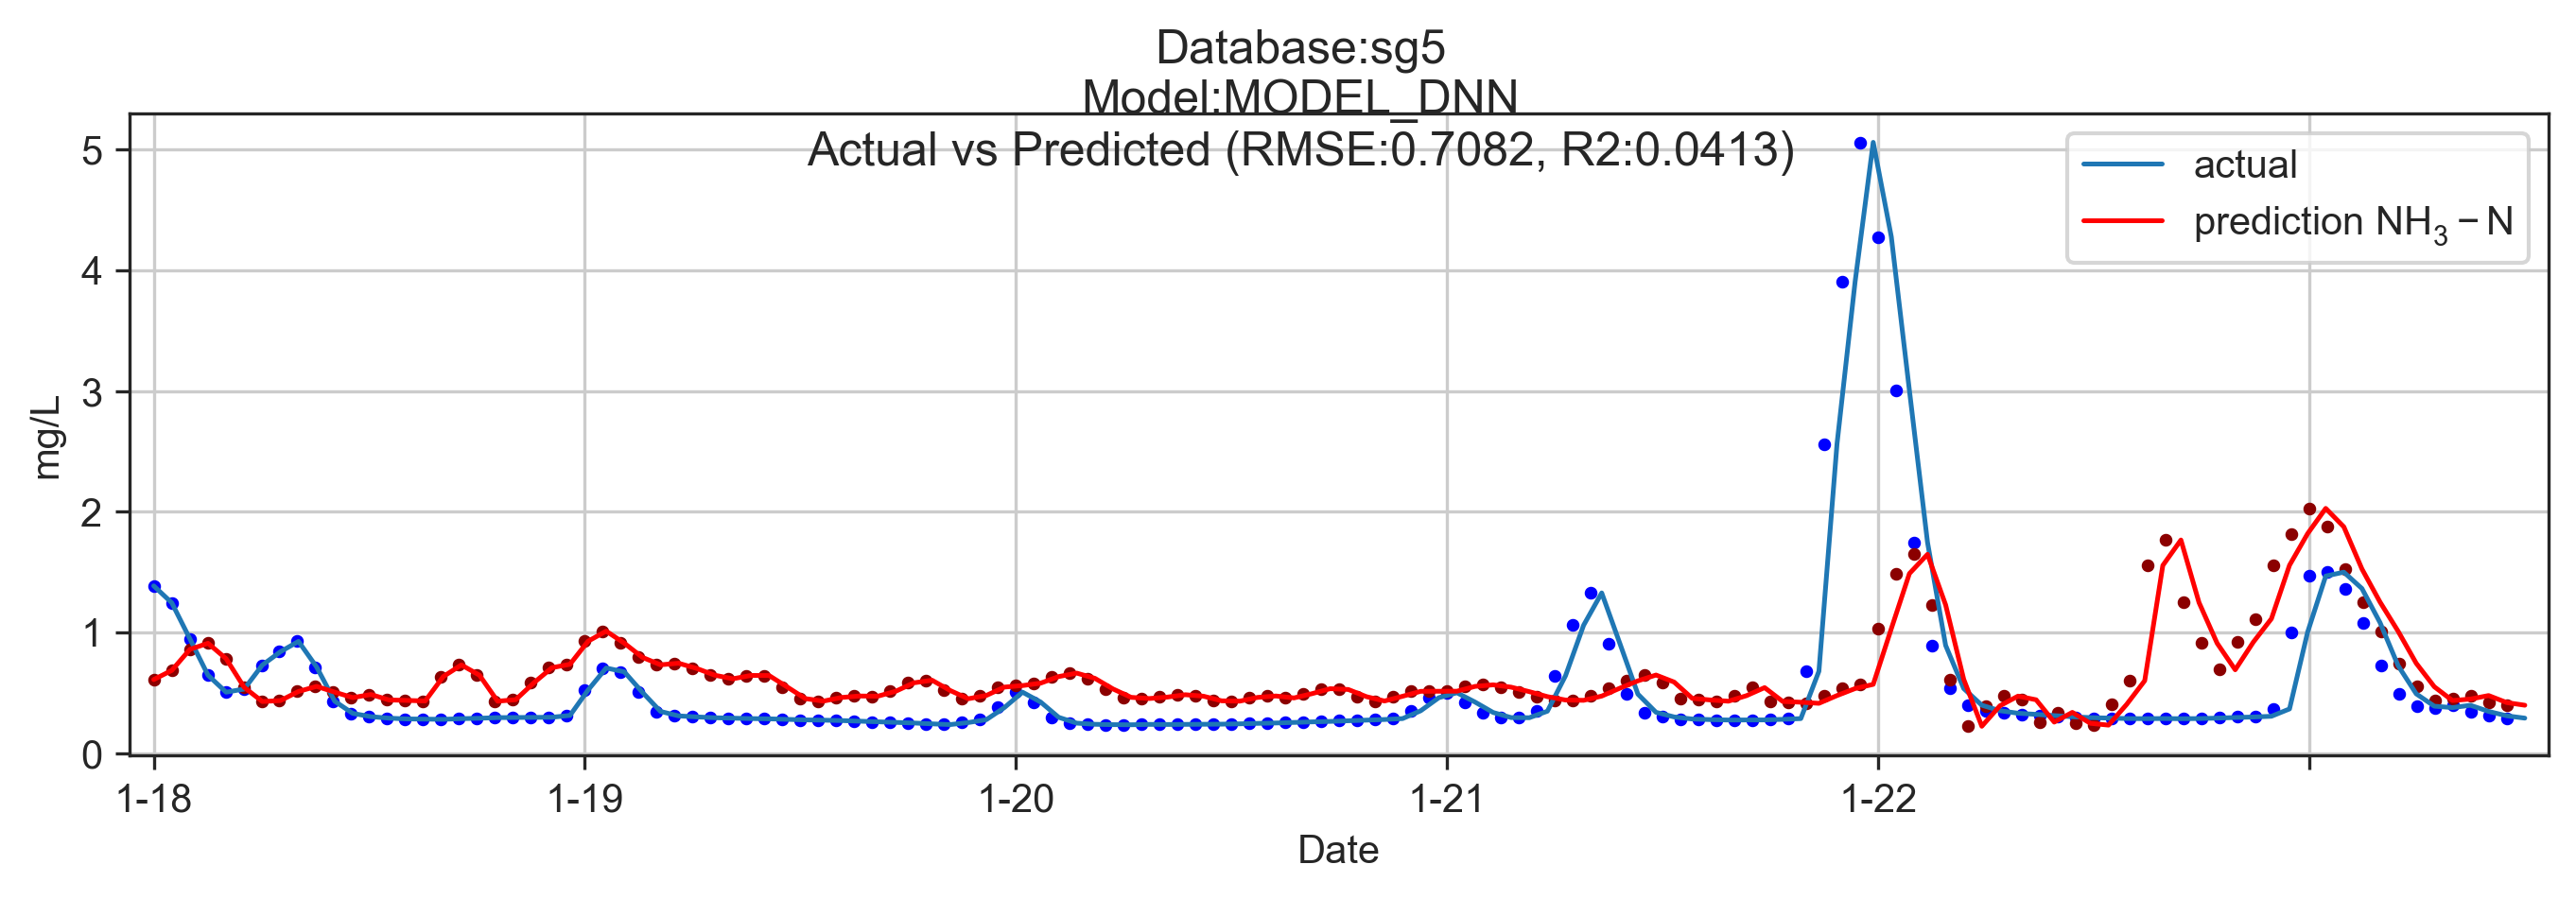 Database:sg5
Model:MODEL_DNN
Actual vs Predicted (RMSE:0.7082, R2:0.0413)
actual
prediction NH₃ − N
mg/L
5
4
3
2
1
0
1-18 1-19 1-20 1-21 1-22
Date